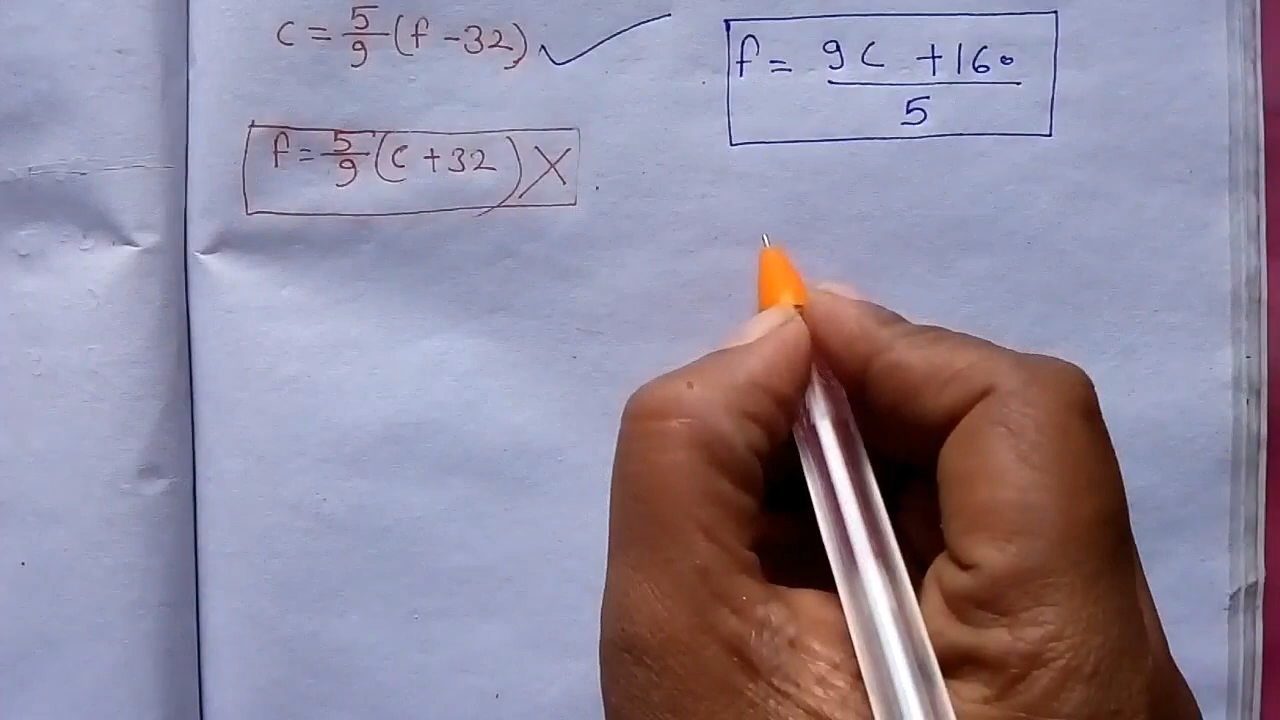 c = 5/9 (f - 32) ✓
f = 5/9 (c + 32) X
f = 9c + 160 / 5